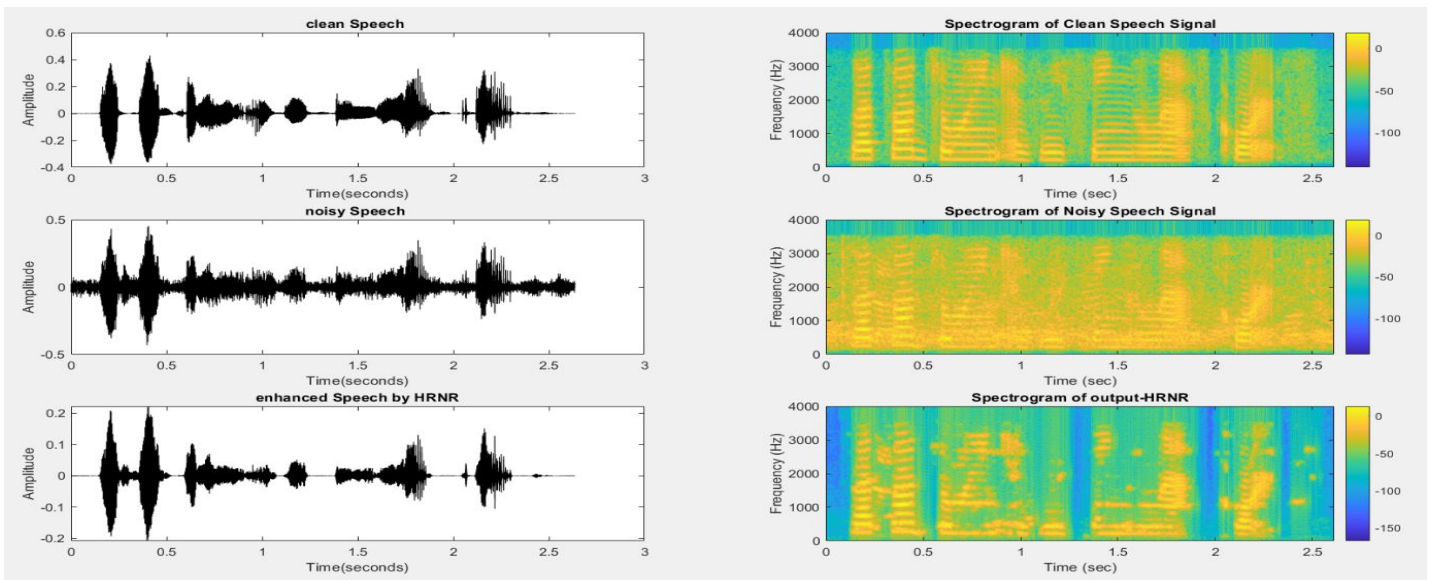 clean Speech
0.6
0.4
0.2
0
-0.2
-0.4
Amplitude
0 0.5 1 1.5 2 2.5 3
Time(seconds)
Spectrogram of Clean Speech Signal
4000
3000
2000
1000
0
Frequency (Hz)
0 0.5 1 1.5 2 2.5
Time (sec)
0
-50
-100
noisy Speech
0.5
0
-0.5
Amplitude
0 0.5 1 1.5 2 2.5 3
Time(seconds)
Spectrogram of Noisy Speech Signal
4000
3000
2000
1000
0
Frequency (Hz)
0 0.5 1 1.5 2 2.5
Time (sec)
0
-50
-100
enhanced Speech by HRNR
0.2
0.1
0
-0.1
-0.2
Amplitude
0 0.5 1 1.5 2 2.5 3
Time(seconds)
Spectrogram of output-HRNR
4000
3000
2000
1000
0
Frequency (Hz)
0 0.5 1 1.5 2 2.5
Time (sec)
0
-50
-100
-150